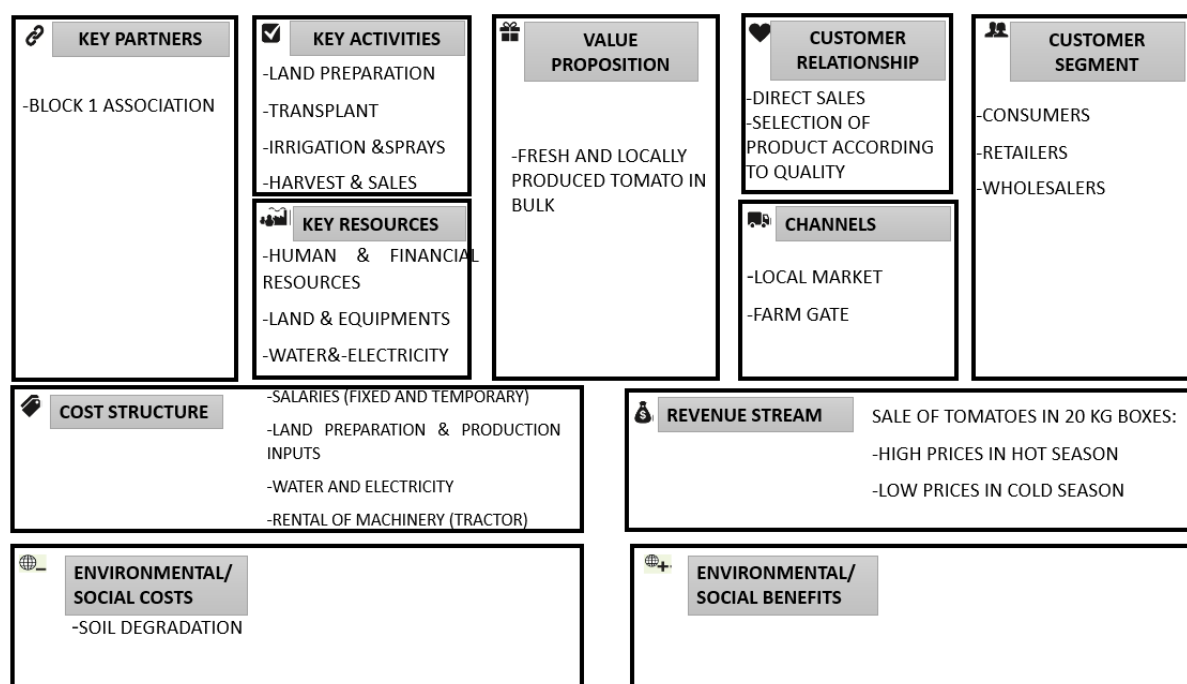 KEY PARTNERS
-BLOCK 1 ASSOCIATION
KEY ACTIVITIES
-LAND PREPARATION
-TRANSPLANT
-IRRIGATION &SPRAYS
-HARVEST & SALES
KEY RESOURCES
-HUMAN & FINANCIAL
RESOURCES
-LAND & EQUIPMENTS
-WATER&-ELECTRICITY
VALUE
PROPOSITION
-FRESH AND LOCALLY
PRODUCED TOMATO IN
BULK
CUSTOMER
RELATIONSHIP
-DIRECT SALES
-SELECTION OF
PRODUCT ACCORDING
TO QUALITY
CHANNELS
-LOCAL MARKET
-FARM GATE
CUSTOMER
SEGMENT
-CONSUMERS
-RETAILERS
-WHOLESALERS
COST STRUCTURE
-SALARIES (FIXED AND TEMPORARY)
-LAND PREPARATION & PRODUCTION
INPUTS
-WATER AND ELECTRICITY
-RENTAL OF MACHINERY (TRACTOR)
REVENUE STREAM
SALE OF TOMATOES IN 20 KG BOXES:
-HIGH PRICES IN HOT SEASON
-LOW PRICES IN COLD SEASON
ENVIRONMENTAL/
SOCIAL COSTS
-SOIL DEGRADATION
ENVIRONMENTAL/
SOCIAL BENEFITS